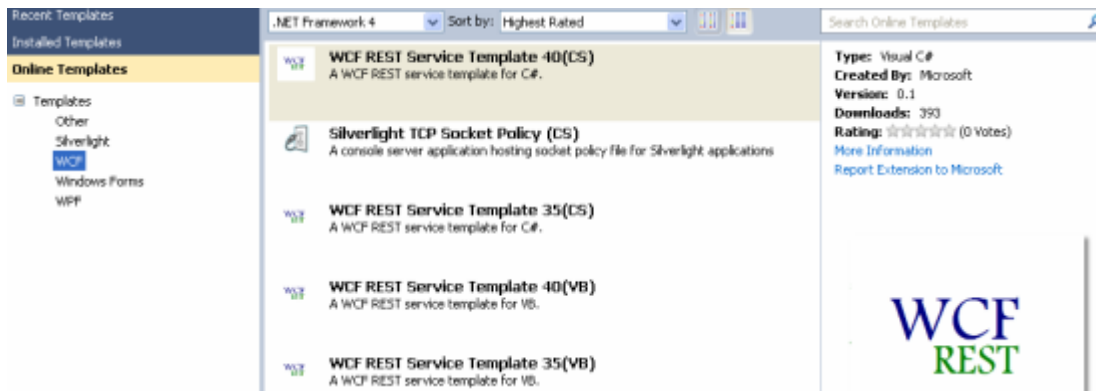 Recent Templates
Installed Templates
Online Templates
Templates
Other
Silverlight
WCF
Windows Forms
WPF
.NET Framework 4
Sort by: Highest Rated
WCF REST Service Template 40(CS)
A WCF REST service template for C#.
Silverlight TCP Socket Policy (CS)
A console server application hosting socket policy file for Silverlight applications
WCF REST Service Template 35(CS)
A WCF REST service template for C#.
WCF REST Service Template 40(VB)
A WCF REST service template for VB.
WCF REST Service Template 35(VB)
A WCF REST service template for VB.
Search Online Templates
Type: Visual C#
Created By: Microsoft
Version: 0.1
Downloads: 393
Rating: (0 Votes)
More Information
Report Extension to Microsoft
WCF
REST